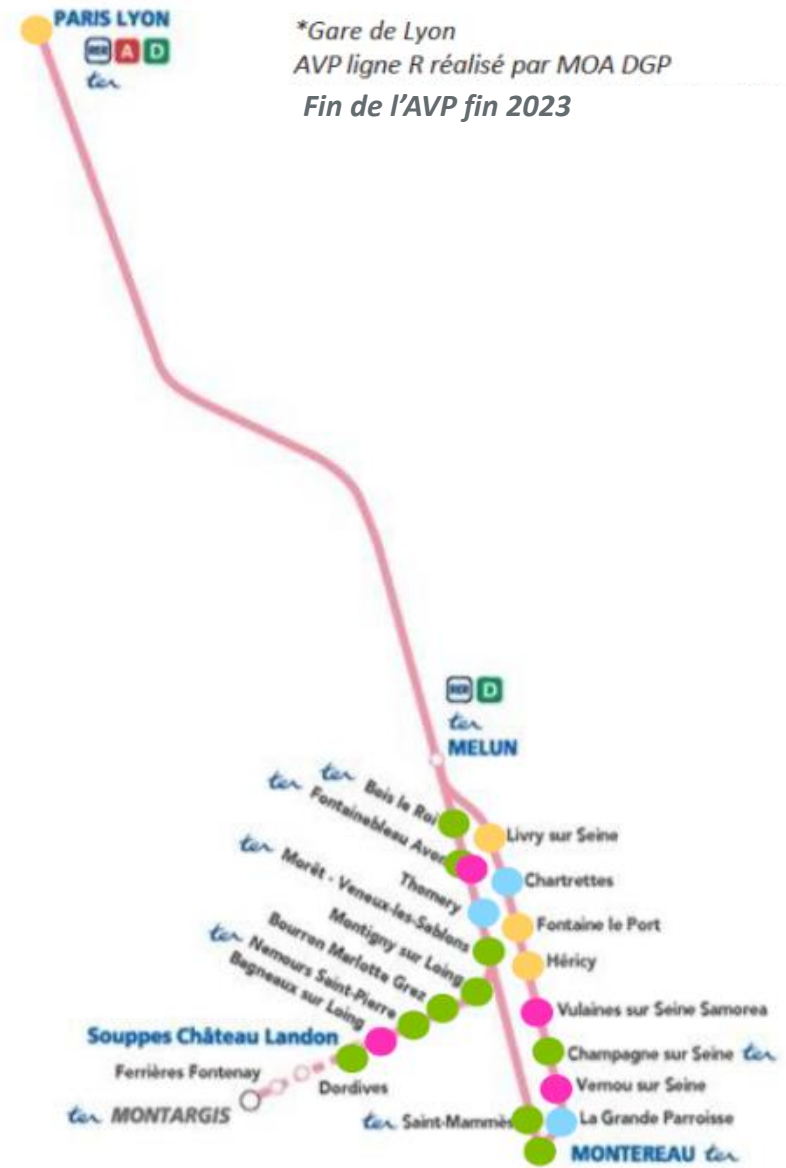 PARIS LYON
RER A D
ter
*Gare de Lyon
AVP ligne R réalisé par MOA DGP
Fin de l'AVP fin 2023
RER D
ter
MELUN
ter Bois le Roi
ter Fontainebleau Avon
Thomery
ter Morêt - Veneux-les-Sablons
Montigny sur Loing
Bourron Marlotte Grez
ter Nemours Saint-Pierre
Bagneaux sur Loing
Souppes Château Landon
Dordives
Ferrières Fontenay
ter MONTARGIS
Livry sur Seine
Chartrettes
Fontaine le Port
Héricy
Vulaines sur Seine Samorea
Champagne sur Seine ter
Vernou sur Seine
La Grande Parroisse
ter Saint-Mammès
MONTEREAU ter